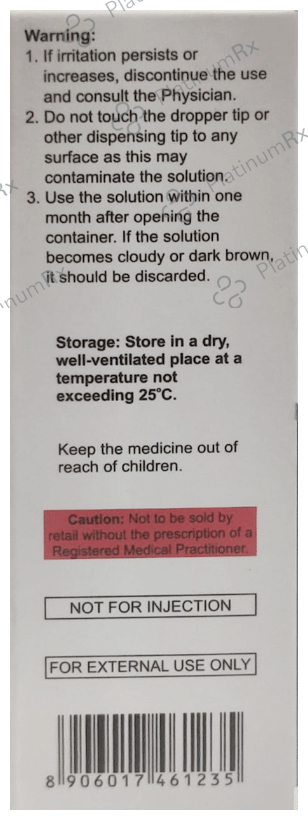 Warning:
1. If irritation persists or
increases, discontinue the use
and consult the Physician.
2. Do not touch the dropper tip or
other dispensing tip to any
surface as this may
contaminate the solution.
3. Use the solution within one
month after opening the
container. If the solution
becomes cloudy or dark brown,
it should be discarded.
Storage: Store in a dry,
well-ventilated place at a
temperature not
exceeding 25°C.
Keep the medicine out of
reach of children.
Caution: Not to be sold by
retail without the prescription of a
Registered Medical Practitioner.
NOT FOR INJECTION
FOR EXTERNAL USE ONLY
8 906017 461235
PlatinumRx
PlatinumRx
PlatinumRx